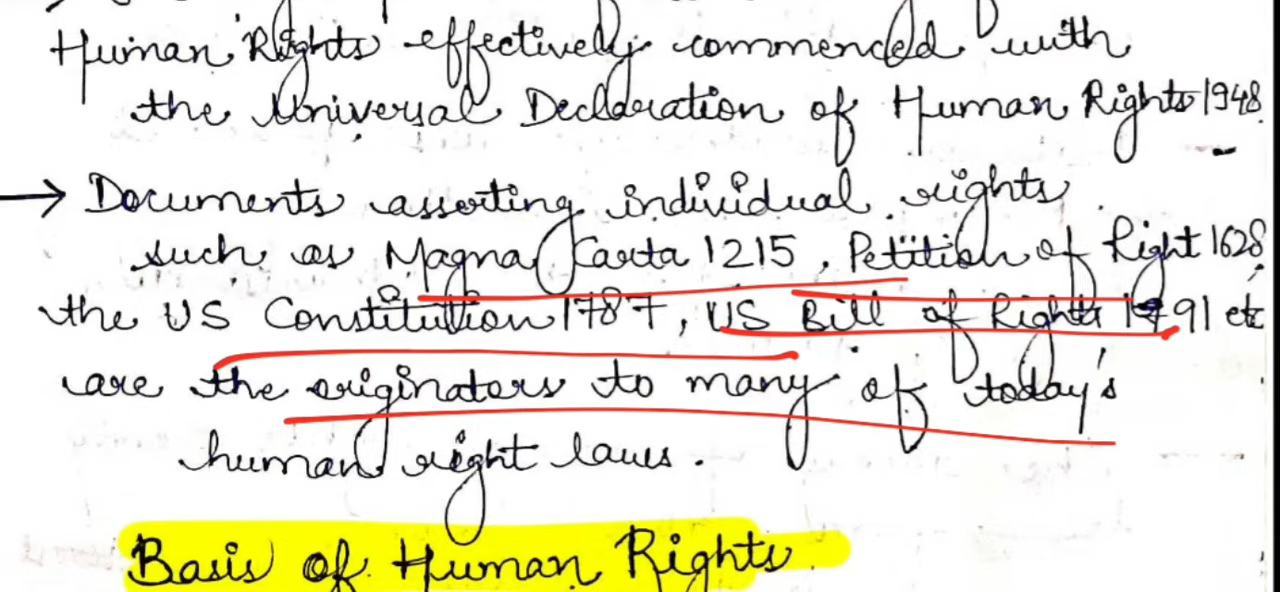 Human Rights effectively commenced with
the Universal Declaration of Human Rights 1948.
→ Documents asserting individual rights
such as Magna Carta 1215, Petition of Right 1628,
the US Constitution 1787, US Bill of Rights 1791 etc
are the originators to many of today's
human right laws.
Basis of Human Rights